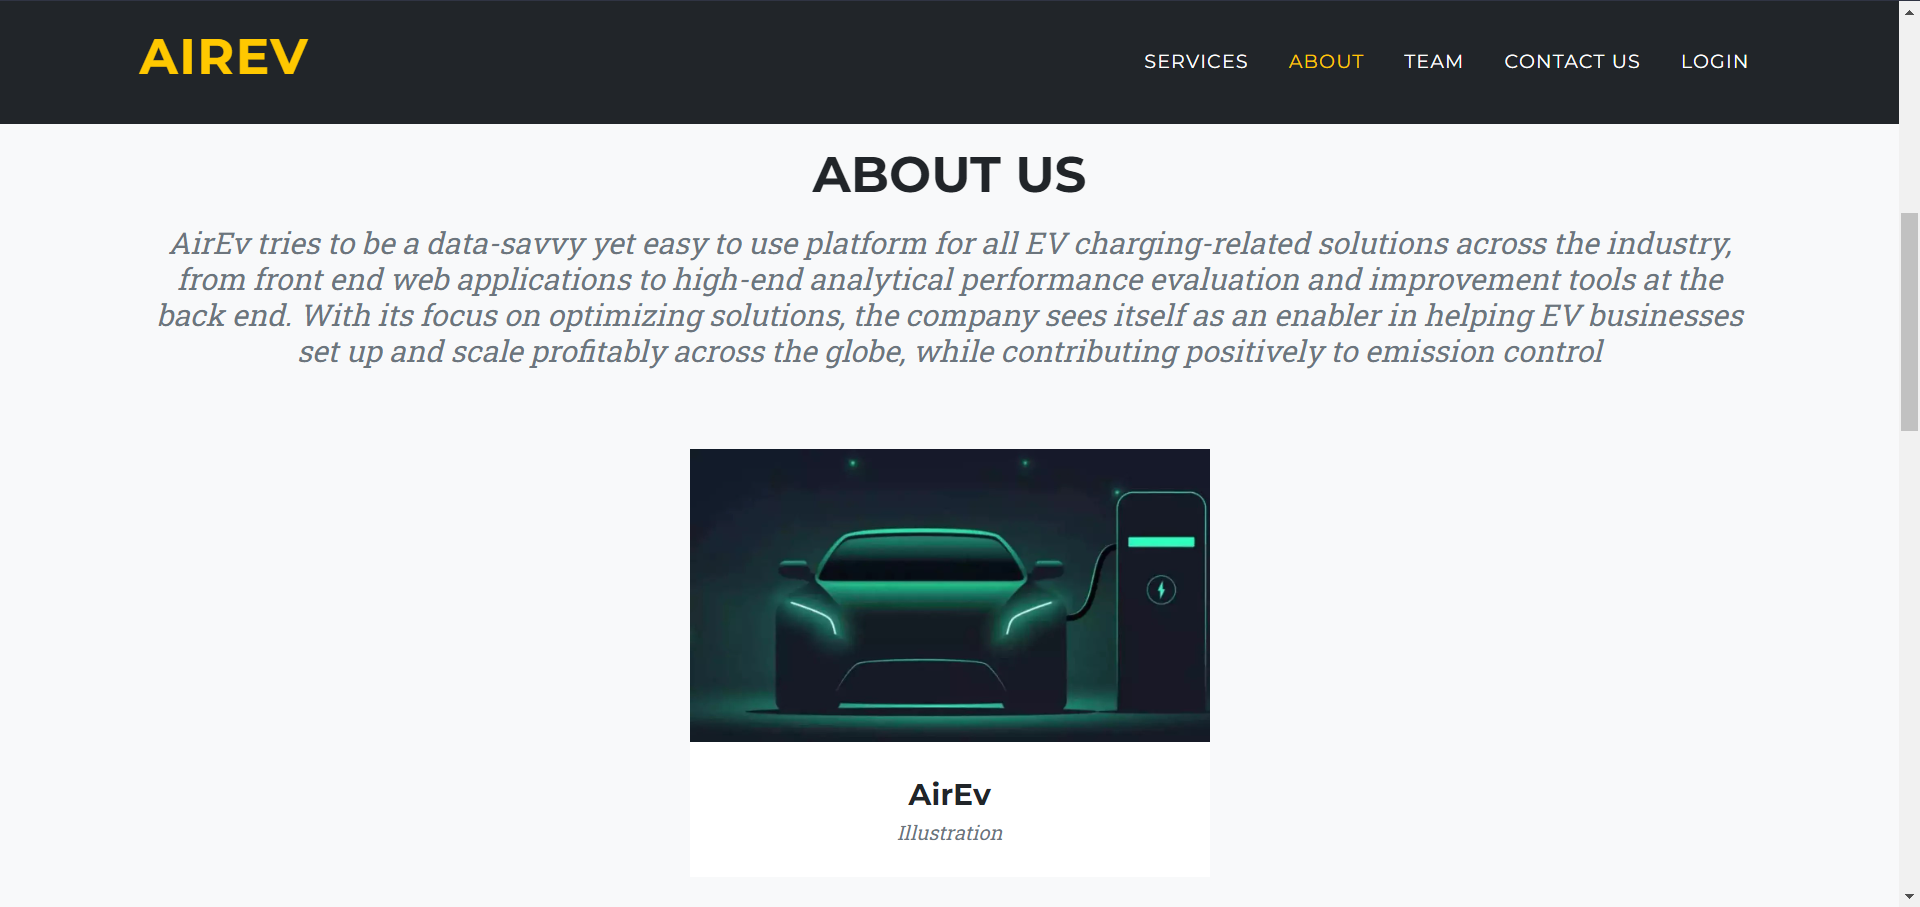 AIREV
SERVICES ABOUT TEAM CONTACT US LOGIN
ABOUT US
AirEv tries to be a data-savvy yet easy to use platform for all EV charging-related solutions across the industry,
from front end web applications to high-end analytical performance evaluation and improvement tools at the
back end. With its focus on optimizing solutions, the company sees itself as an enabler in helping EV businesses
set up and scale profitably across the globe, while contributing positively to emission control
AirEv
Illustration